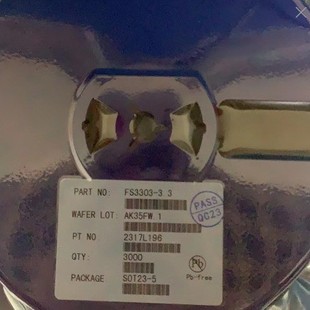 PART NO: FS3303-3.3
WAFER LOT: AK35FW.1
PT NO 2317L196
QTY: 3000
PACKAGE SOT23-5
PASS
QC23
Pb
Pb-free